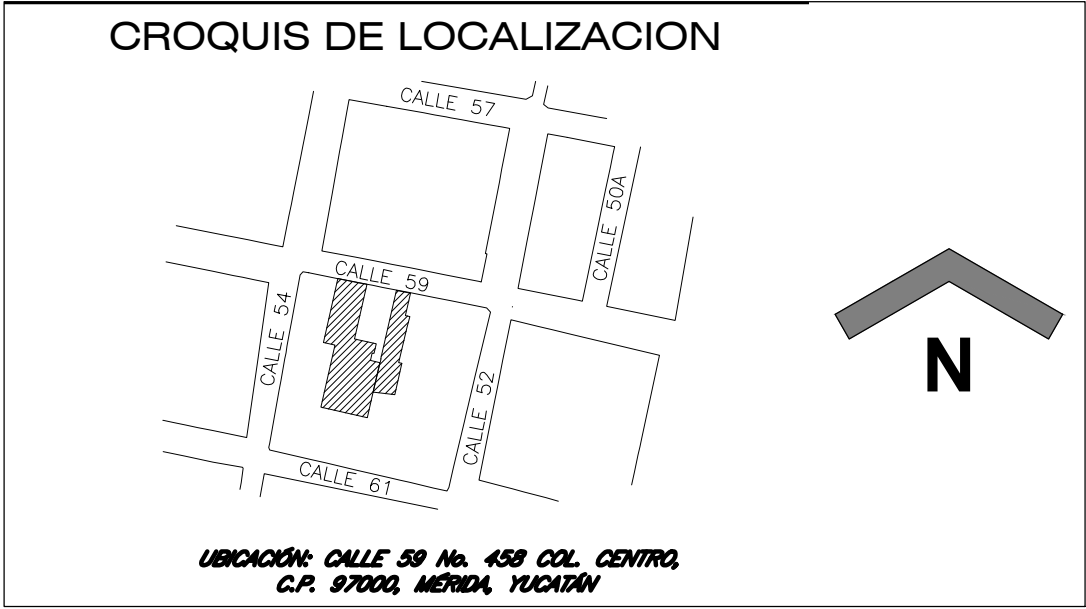 CROQUIS DE LOCALIZACION
CALLE 57
CALLE 50A
CALLE 59
CALLE 54
CALLE 52
CALLE 61
N
UBICACIÓN: CALLE 59 No. 458 COL. CENTRO,
C.P. 97000, MÉRIDA, YUCATÁN